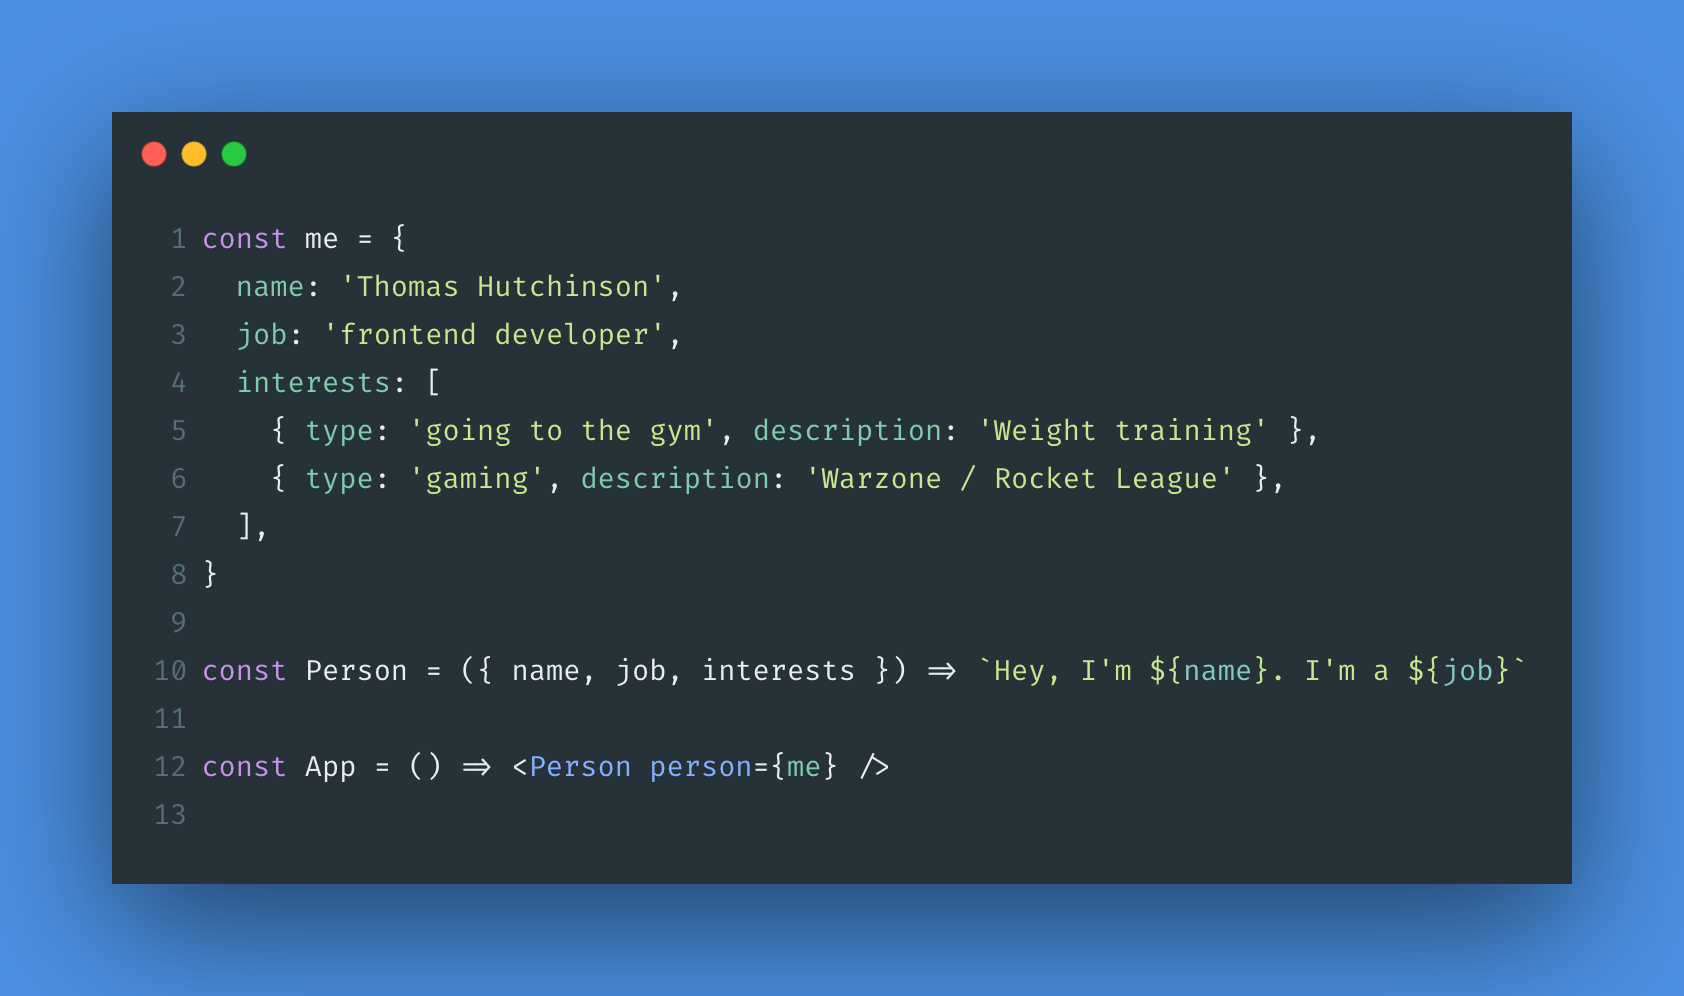 1 const me = {
2   name: 'Thomas Hutchinson',
3   job: 'frontend developer',
4   interests: [
5     { type: 'going to the gym', description: 'Weight training' },
6     { type: 'gaming', description: 'Warzone / Rocket League' },
7   ],
8 }
9
10 const Person = ({ name, job, interests }) => `Hey, I'm ${name}. I'm a ${job}`
11
12 const App = () => <Person person={me} />
13